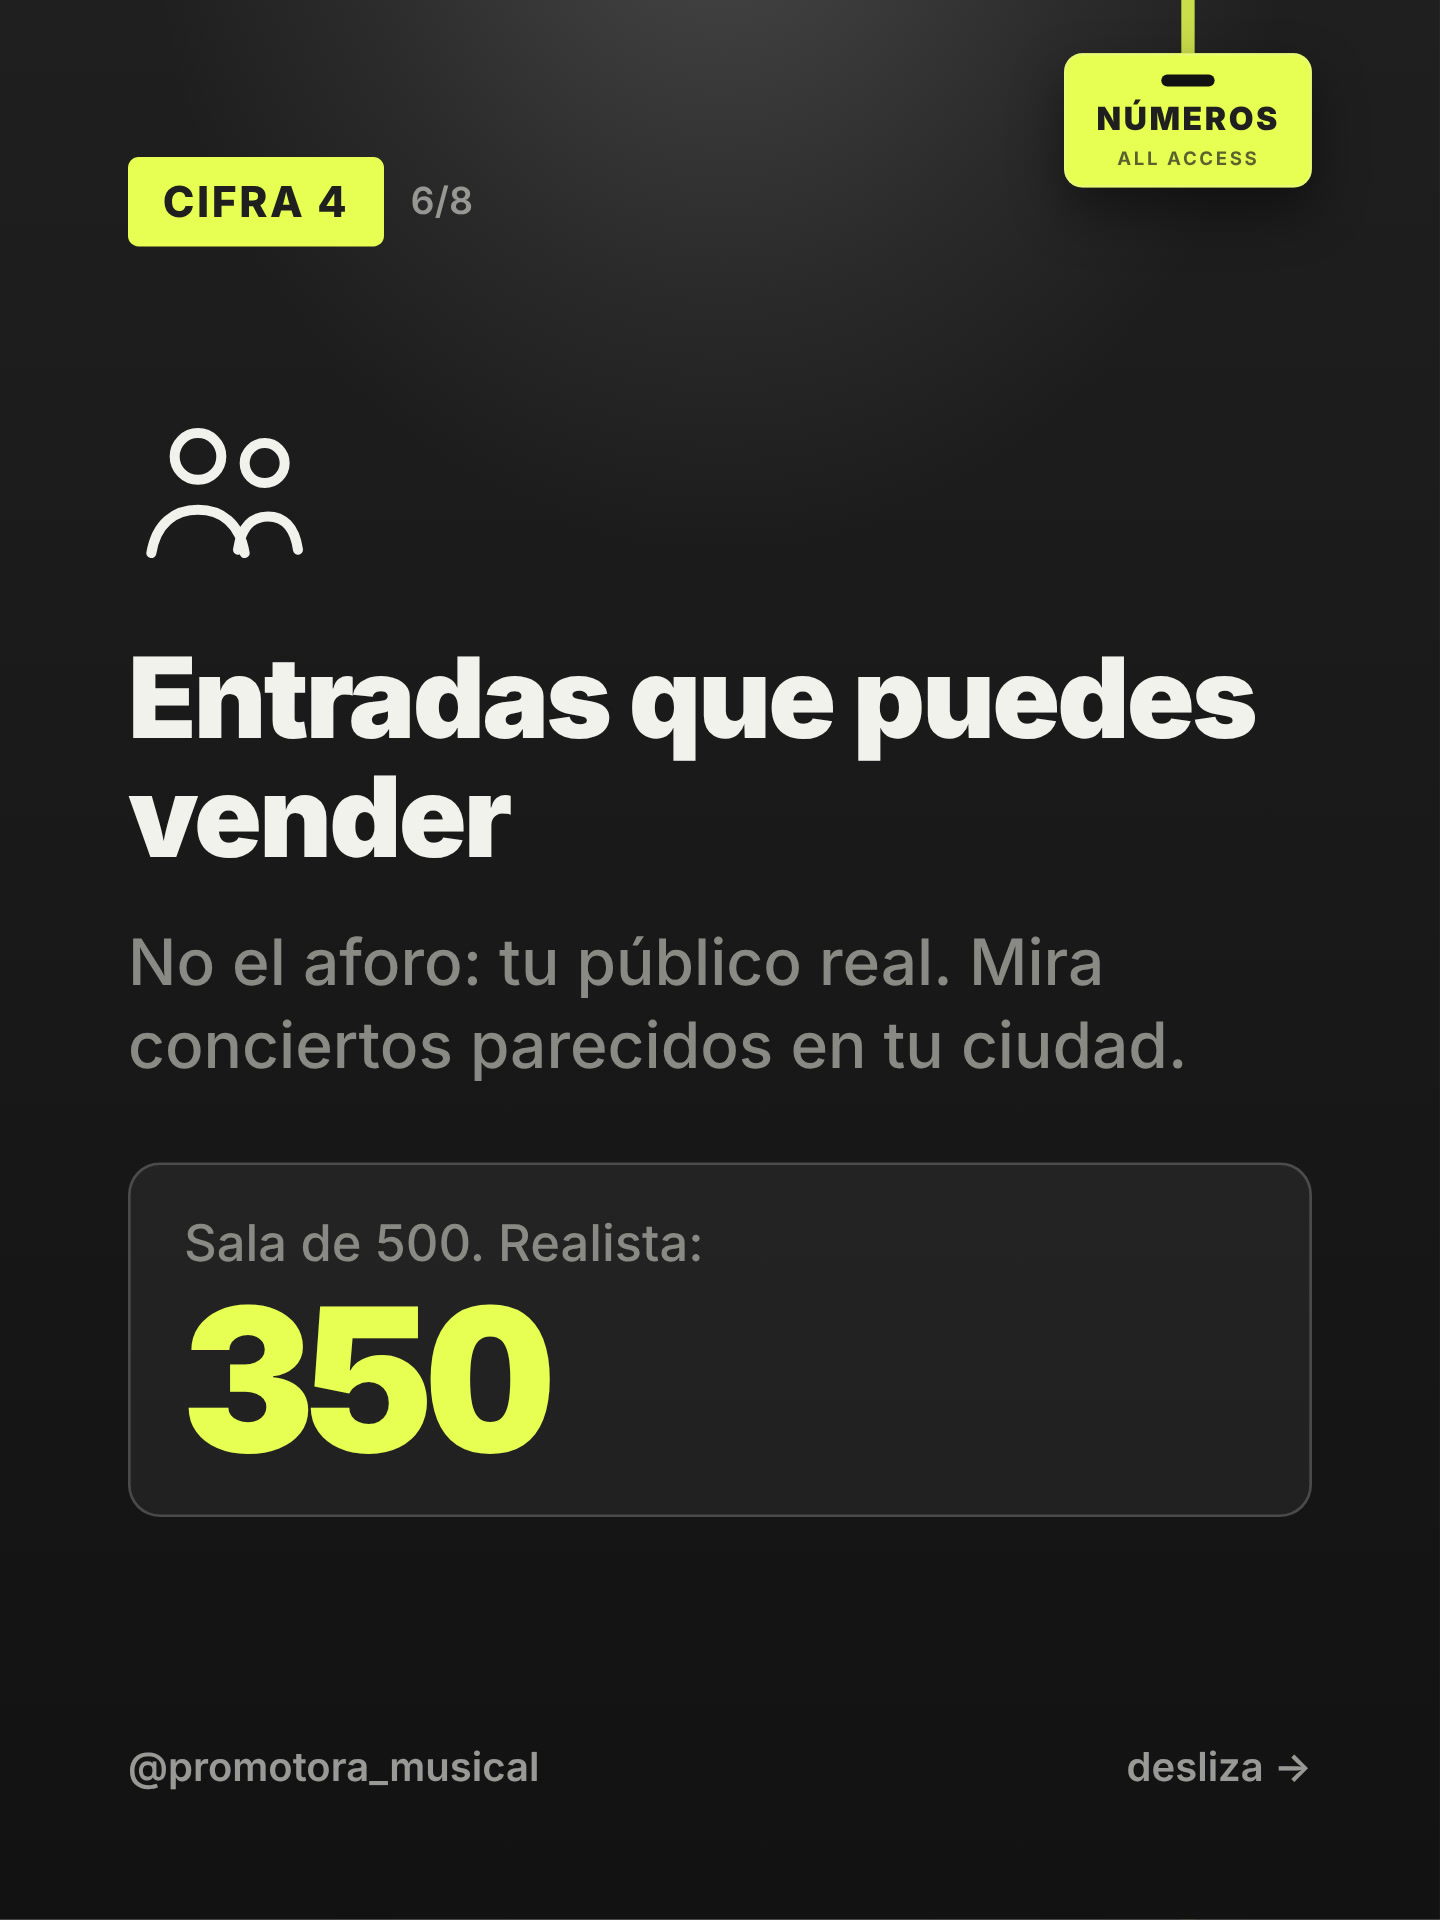 NÚMEROS
ALL ACCESS
CIFRA 4
6/8
Entradas que puedes
vender
No el aforo: tu público real. Mira
conciertos parecidos en tu ciudad.
Sala de 500. Realista:
350
@promotora_musical
desliza →